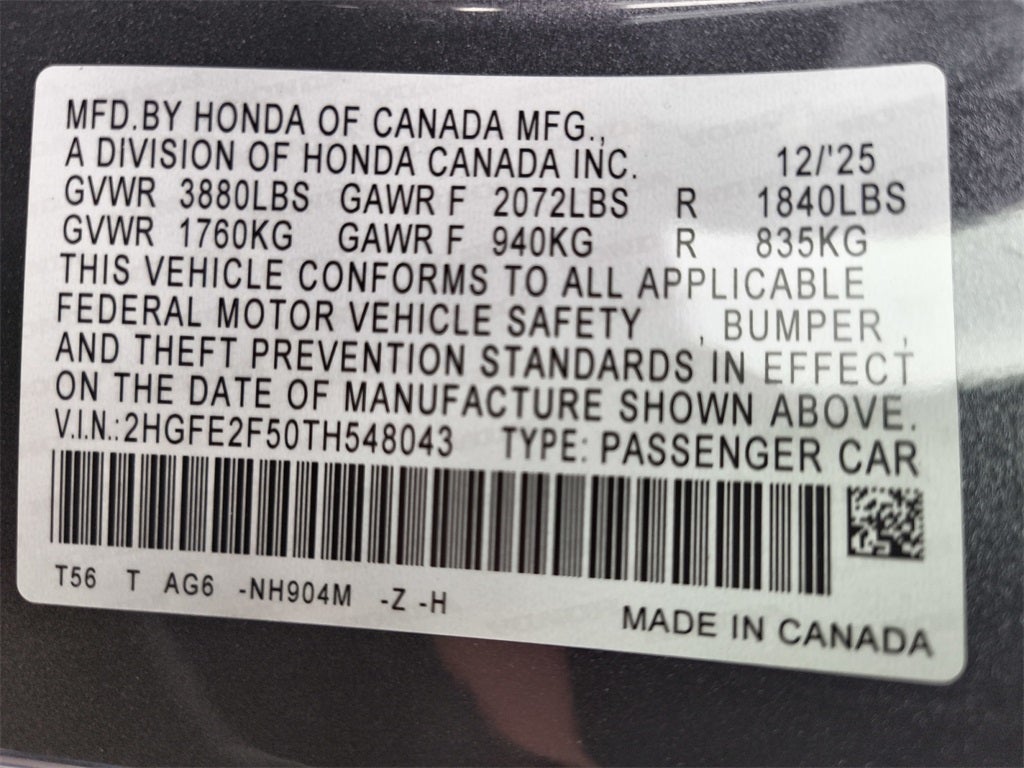 MFD.BY HONDA OF CANADA MFG.,
A DIVISION OF HONDA CANADA INC. 12/'25
GVWR 3880LBS GAWR F 2072LBS R 1840LBS
GVWR 1760KG GAWR F 940KG R 835KG
THIS VEHICLE CONFORMS TO ALL APPLICABLE
FEDERAL MOTOR VEHICLE SAFETY , BUMPER ,
AND THEFT PREVENTION STANDARDS IN EFFECT
ON THE DATE OF MANUFACTURE SHOWN ABOVE.
V.I.N.:2HGFE2F50TH548043 TYPE: PASSENGER CAR
T56 T AG6 -NH904M -Z -H
MADE IN CANADA